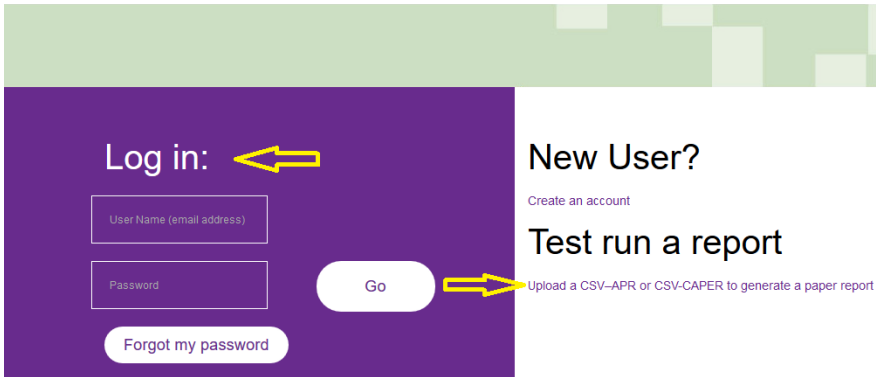 Log in:
User Name (email address)
Password
Go
Forgot my password
New User?
Create an account
Test run a report
Upload a CSV–APR or CSV-CAPER to generate a paper report